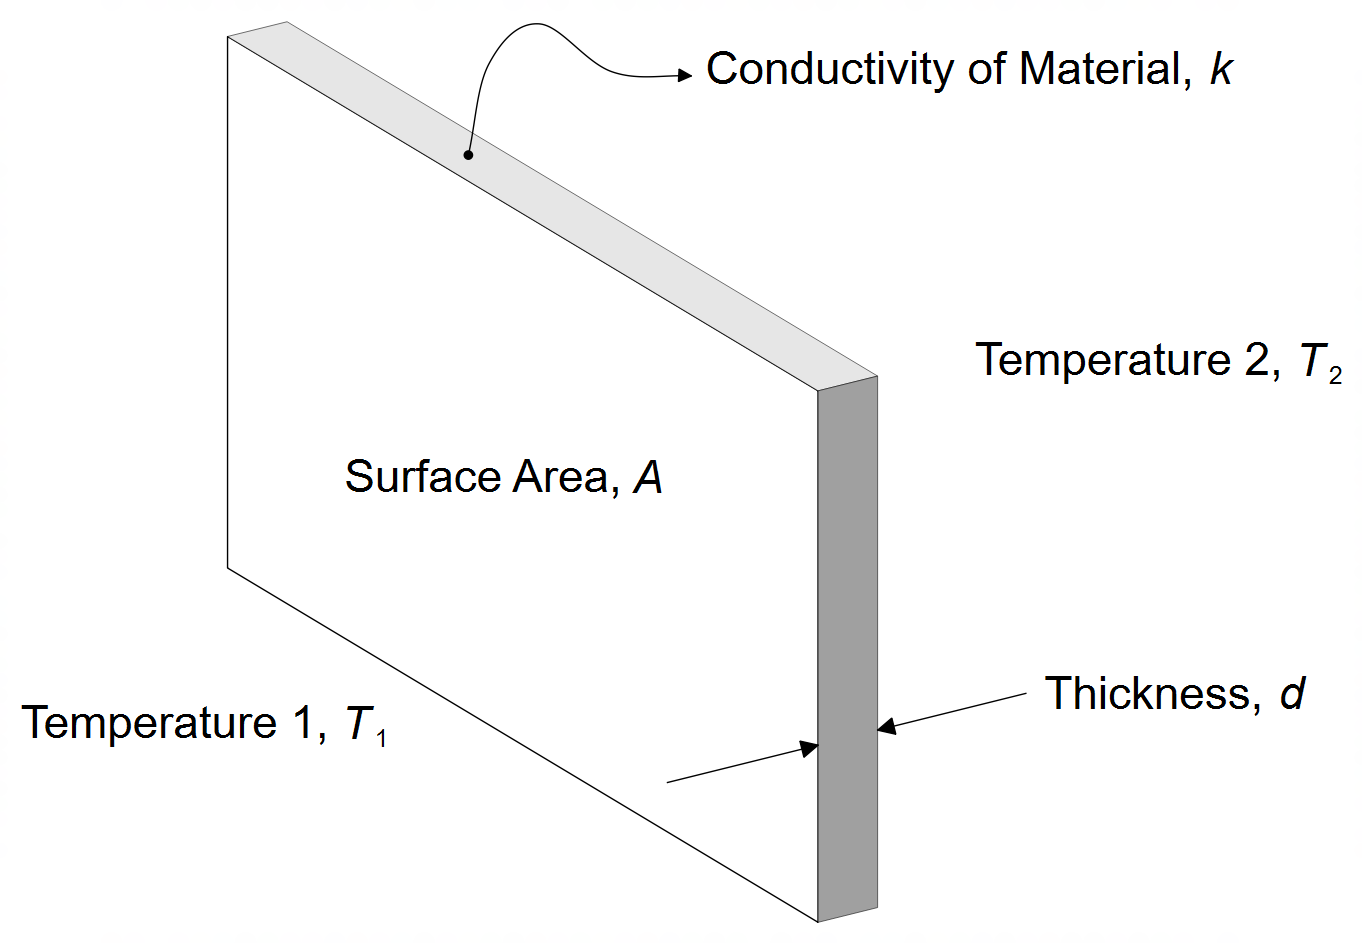 Conductivity of Material, k
Temperature 2, T2
Surface Area, A
Thickness, d
Temperature 1, T1